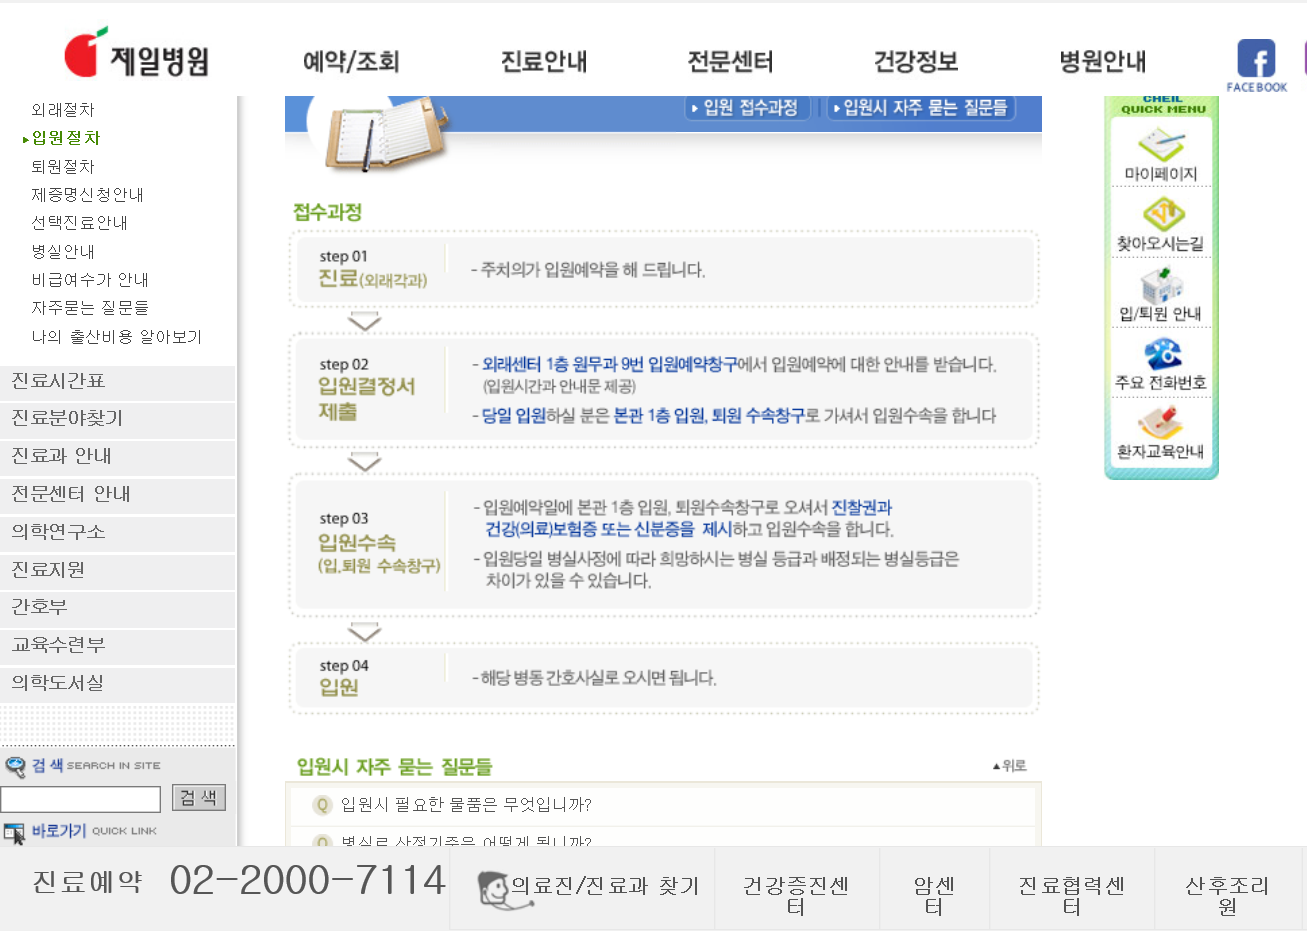 제일병원
예약/조회
진료안내
전문센터
건강정보
병원안내
FACEBOOK
외래절차
입원절차
퇴원절차
제증명신청안내
선택진료안내
병실안내
비급여수가 안내
자주묻는 질문들
나의 출산비용 알아보기
진료시간표
진료분야찾기
진료과 안내
전문센터 안내
의학연구소
진료지원
간호부
교육수련부
의학도서실
검색 SEARCH IN SITE
검 색
바로가기 QUICK LINK
입원 접수과정
입원시 자주 묻는 질문들
접수과정
step 01
진료(외래각과)
- 주치의가 입원예약을 해 드립니다.
step 02
입원결정서
제출
- 외래센터 1층 원무과 9번 입원예약창구에서 입원예약에 대한 안내를 받습니다.
(입원시간과 안내문 제공)
- 당일 입원하실 분은 본관 1층 입원, 퇴원 수속창구로 가셔서 입원수속을 합니다
step 03
입원수속
(입,퇴원 수속창구)
- 입원예약일에 본관 1층 입원, 퇴원수속창구로 오셔서 진찰권과
건강(의료)보험증 또는 신분증을 제시하고 입원수속을 합니다.
- 입원당일 병실사정에 따라 희망하시는 병실 등급과 배정되는 병실등급은
차이가 있을 수 있습니다.
step 04
입원
- 해당 병동 간호사실로 오시면 됩니다.
입원시 자주 묻는 질문들
▲위로
Q 입원시 필요한 물품은 무엇입니까?
Q 병실료 산정기준은 어떻게 됩니까?
CHEIL
QUICK MENU
마이페이지
찾아오시는길
입/퇴원 안내
주요 전화번호
환자교육안내
진료예약 02-2000-7114
의료진/진료과 찾기
건강증진센
터
암센
터
진료협력센
터
산후조리
원